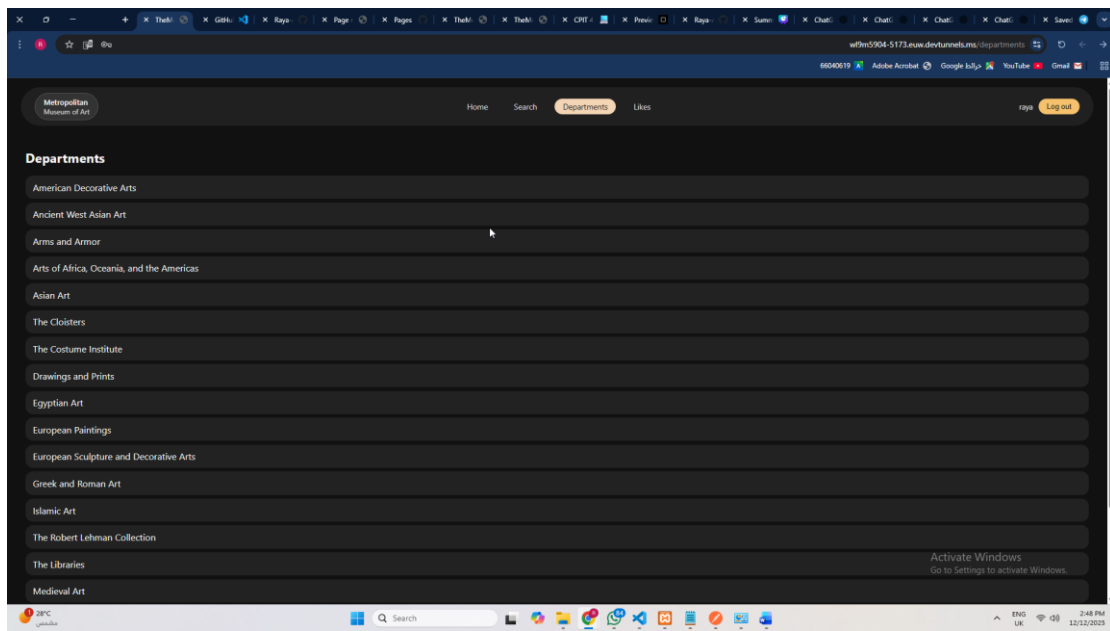 TheM
GitHu
Raya-
Page
Pages
TheM
TheM
CPIT 4
Previe
Raya-
Summ
ChatG
ChatG
ChatG
ChatG
Saved
wl9m5904-5173.euw.devtunnels.ms/departments
66040619
Adobe Acrobat
خرائط Google
YouTube
Gmail
Metropolitan
Museum of Art
Home
Search
Departments
Likes
raya
Log out
Departments
American Decorative Arts
Ancient West Asian Art
Arms and Armor
Arts of Africa, Oceania, and the Americas
Asian Art
The Cloisters
The Costume Institute
Drawings and Prints
Egyptian Art
European Paintings
European Sculpture and Decorative Arts
Greek and Roman Art
Islamic Art
The Robert Lehman Collection
The Libraries
Medieval Art
Activate Windows
Go to Settings to activate Windows.
28°C
مشمس
Search
ENG
UK
2:48 PM
12/12/2025